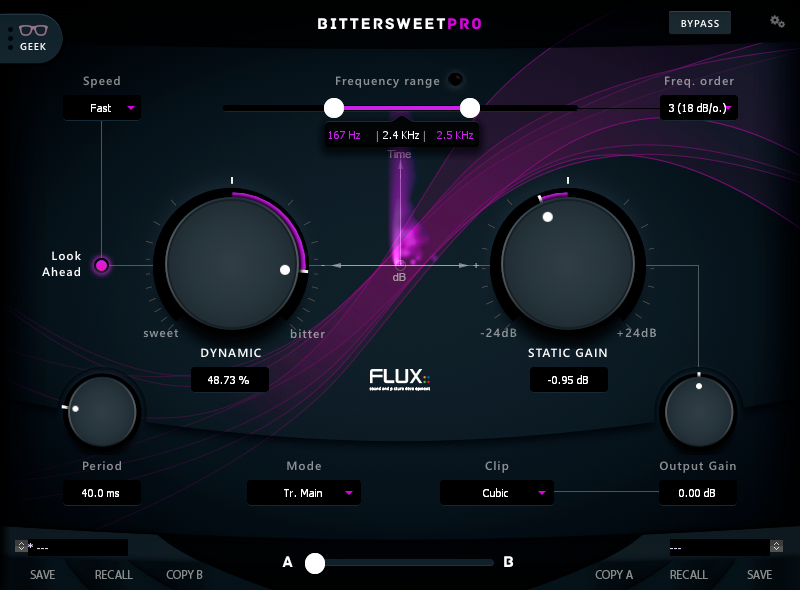 BITTERSWEETPRO
BYPASS
GEEK
Speed
Frequency range
Freq. order
Fast
3 (18 dB/o.)
167 Hz | 2.4 KHz | 2.5 KHz
Time
Look
Ahead
- +
dB
sweet
bitter
-24dB
+24dB
DYNAMIC
STATIC GAIN
48.73 %
-0.95 dB
FLUX::
sound and picture development
Period
Mode
Clip
Output Gain
40.0 ms
Tr. Main
Cubic
0.00 dB
* ---
---
A
B
SAVE
RECALL
COPY B
COPY A
RECALL
SAVE